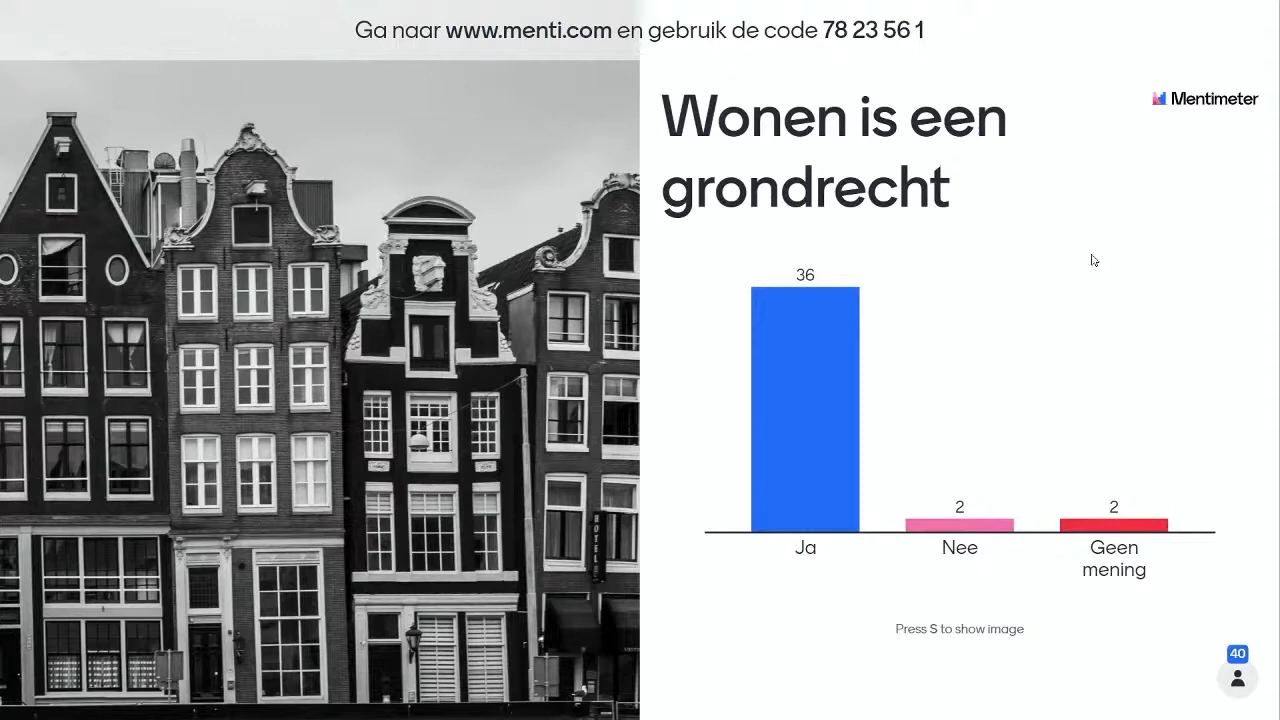 Ga naar www.menti.com en gebruik de code 78 23 56 1
Mentimeter
Wonen is een
grondrecht
36
2
2
Ja
Nee
Geen
mening
Press S to show image
40
HOTEL